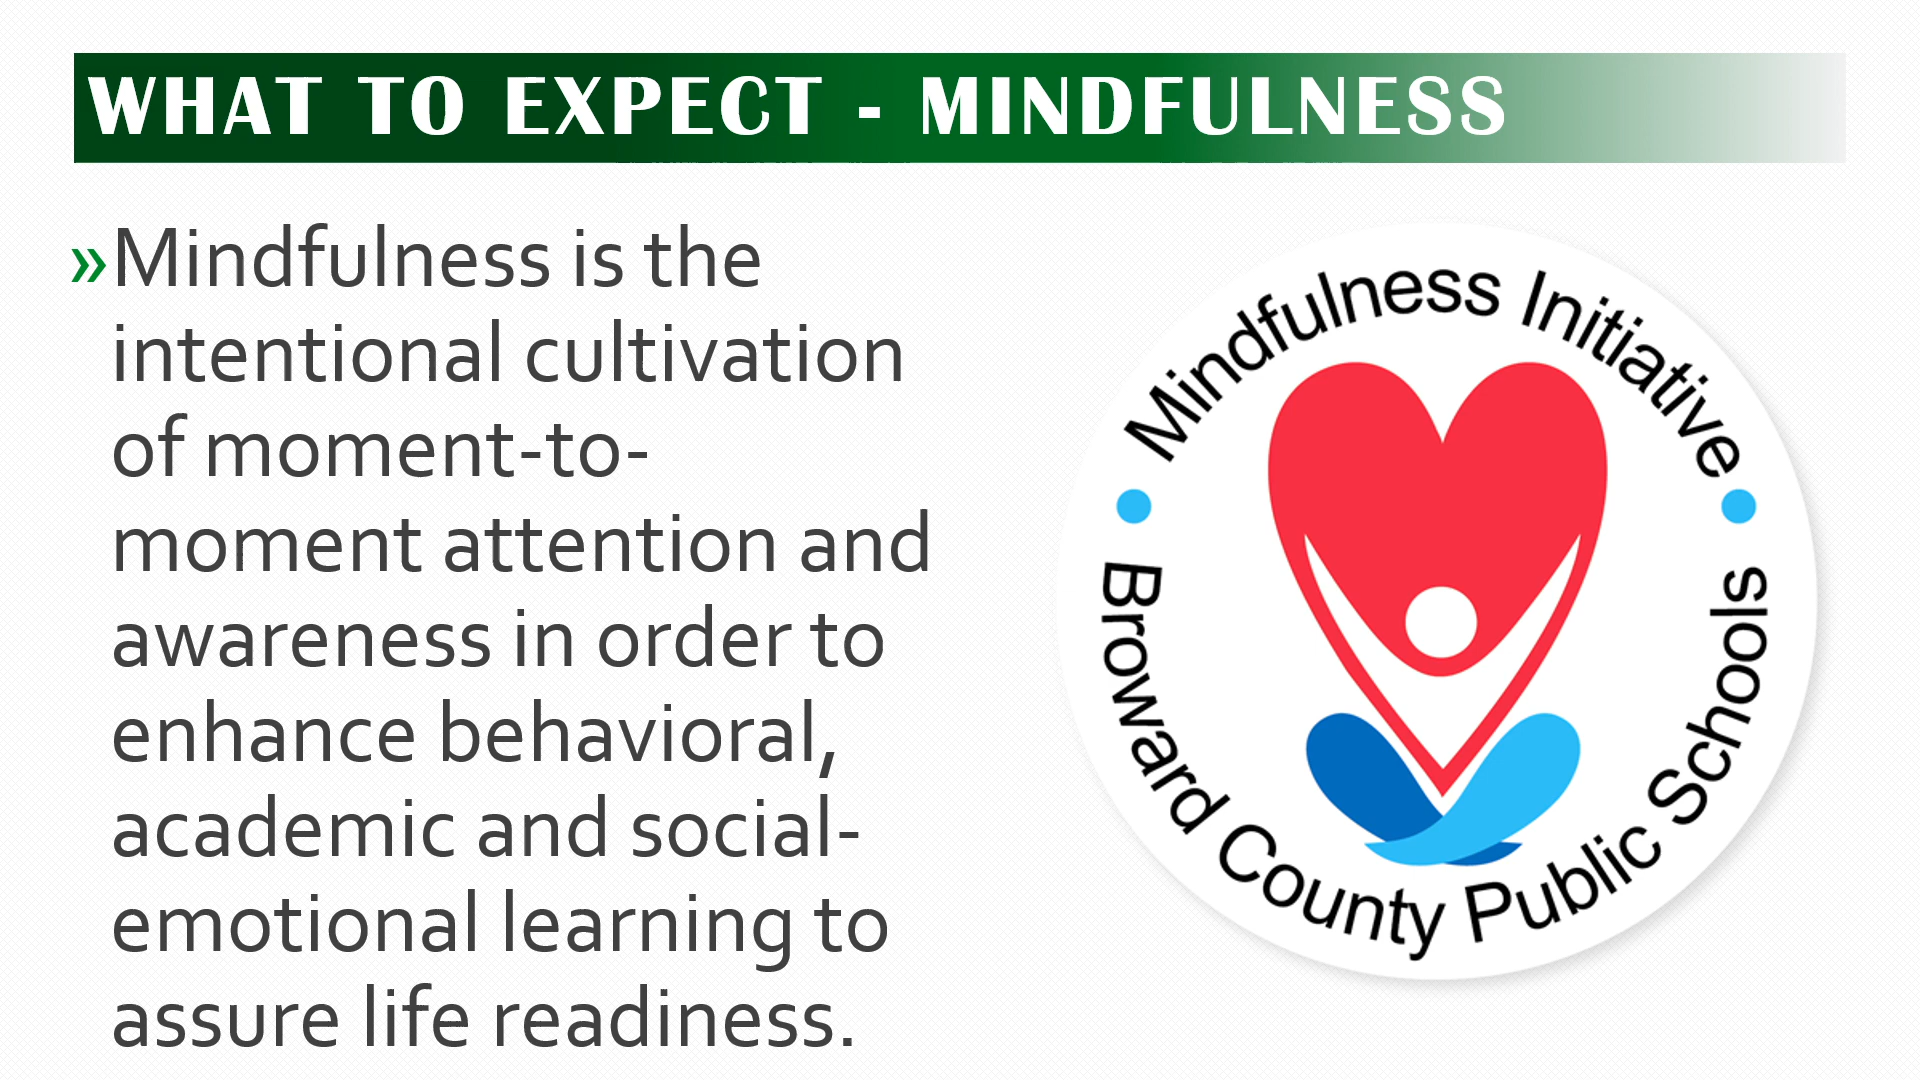 WHAT TO EXPECT - MINDFULNESS
»Mindfulness is the
intentional cultivation
of moment-to-
moment attention and
awareness in order to
enhance behavioral,
academic and social-
emotional learning to
assure life readiness.
Mindfulness Initiative
Broward County Public Schools